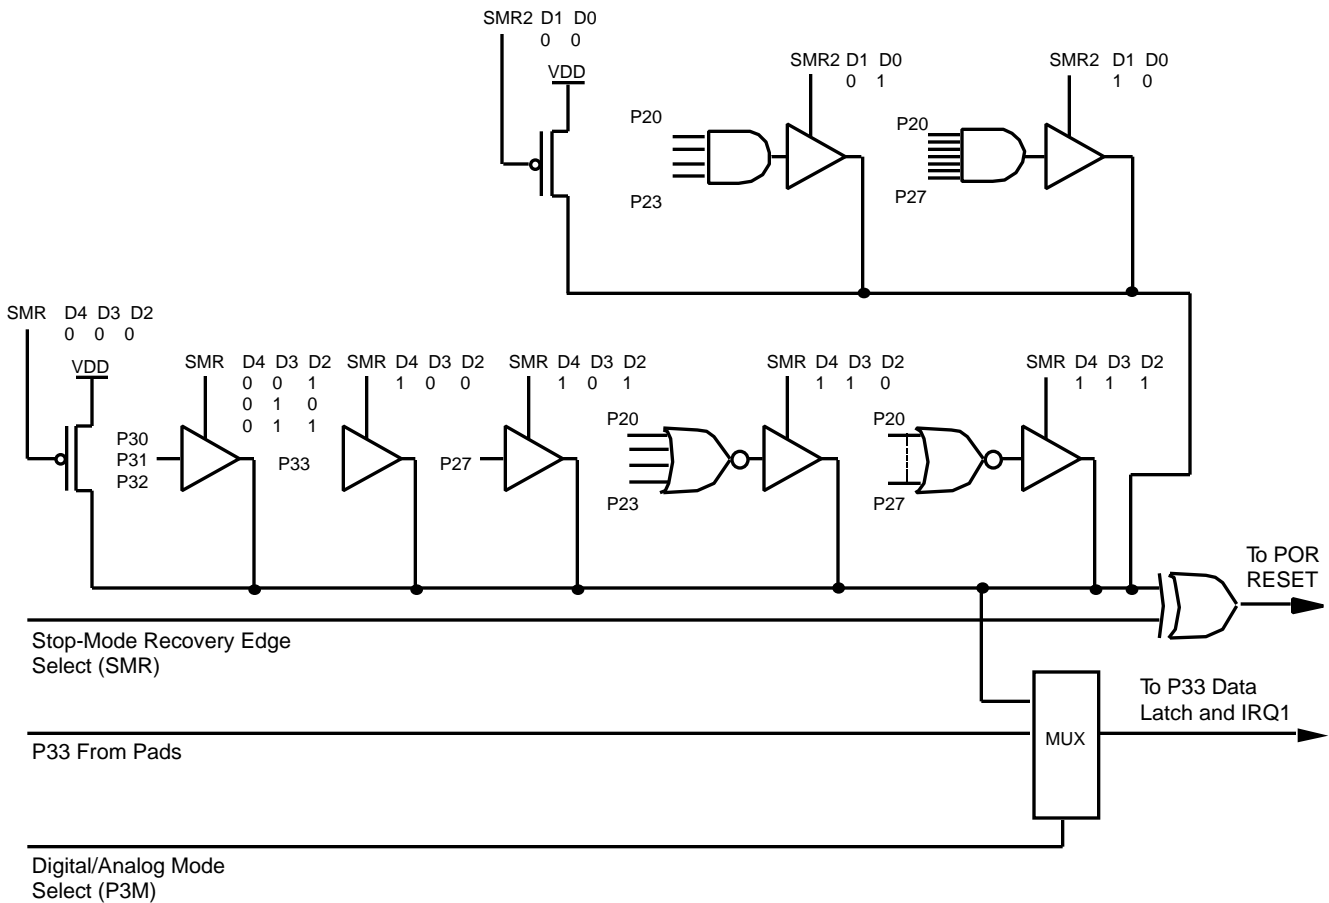 SMR2 D1 D0
0 0
VDD
SMR2 D1 D0
0 1
SMR2 D1 D0
1 0
P20
P23
P20
P27
SMR D4 D3 D2
0 0 0
VDD
SMR D4 D3 D2
0 0 1
0 1 0
0 1 1
SMR D4 D3 D2
1 0 0
SMR D4 D3 D2
1 0 1
SMR D4 D3 D2
1 1 0
SMR D4 D3 D2
1 1 1
P30
P31
P32
P33
P27
P20
P23
P20
P27
To POR
RESET
Stop-Mode Recovery Edge
Select (SMR)
To P33 Data
Latch and IRQ1
MUX
P33 From Pads
Digital/Analog Mode
Select (P3M)